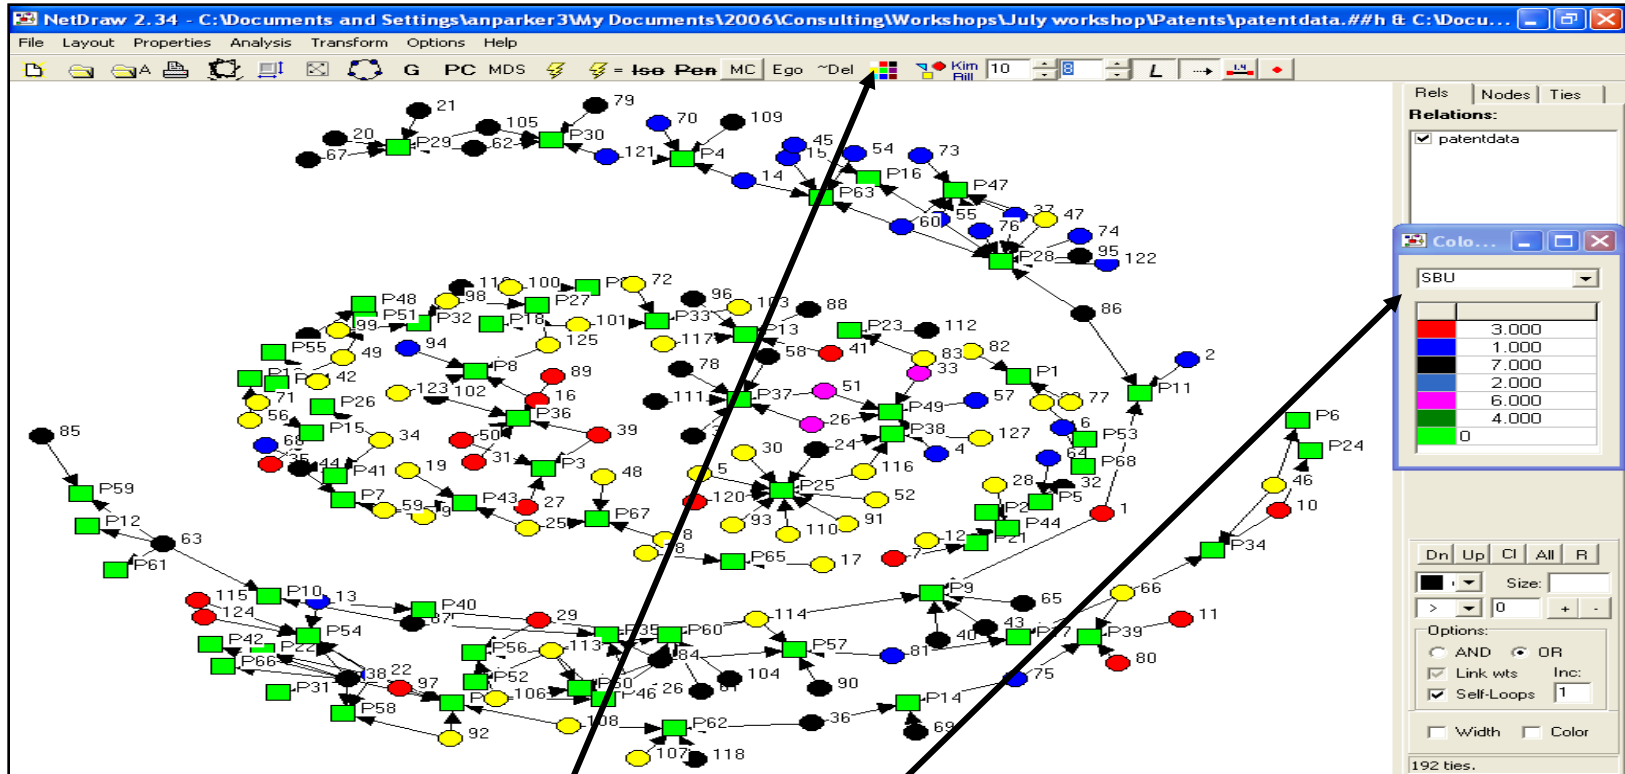 NetDraw 2.34 - C:\Documents and Settings\anparker3\My Documents\2006\Consulting\Workshops\July workshop\Patents\patentdata.##h & C:\Docu...
File Layout Properties Analysis Transform Options Help
A G PC MDS = Iso Pen MC Ego ~Del Kim Bill 10 8 L
Rels Nodes Ties
Relations:
patentdata
Colo...
SBU
3.000
1.000
7.000
2.000
6.000
4.000
0
Dn Up Cl All R
Size:
> 0 + -
Options:
AND OR
Link wts Inc:
Self-Loops 1
Width Color
192 ties.
21 79
20 105 P30 70 109 45
67 P29 62 121 P4 15 54 73
14 P63 P16 P47
60 55 37 47
76 74
P28 95
122
100 72
P48 98 P27 96 103 88 86
P51 P32 P18 101 P33 P13 P23 112
99 125 117 41 83 82
P55 49 94 P8 78 58 33 P1 2
42 123 102 89 51 P11
71 P26 16 111 P37 P49 57 77
56 P15 P36 26 P38 6 P6
85 68 34 50 39 30 24 4 127 P53 P24
44 P41 19 31 P3 48 5 116 64 P68
P59 P7 59 P43 27 120 P25 52 28 P5 32 46
P12 25 P67 93 110 91 P44 1 10
63 8 12 P21 P34
P61 18 P65 17 7
115 P10 13 P40 P9 66
124 29 114 65 11
P42 P54 P35 P60 43 P39
P22 P56 113 P57 40
P66 38 22 84 81 80
P31 97 P52 104 75
P58 106 P46 90 P14
92 108 P62 36 69
107 118